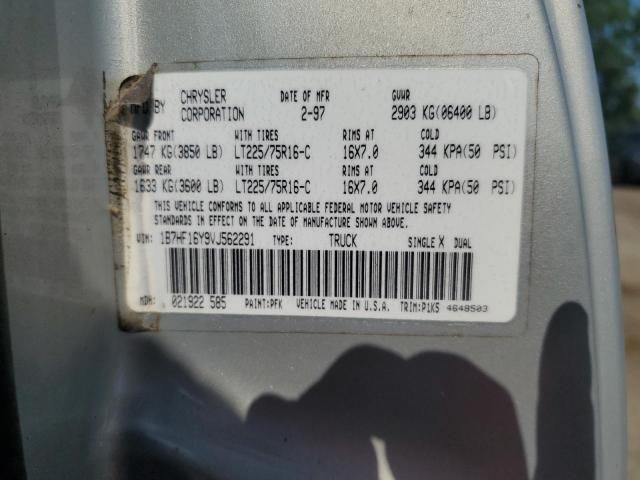 MFD BY CHRYSLER CORPORATION DATE OF MFR 2-97 GVWR 2903 KG(06400 LB)
GAWR FRONT WITH TIRES RIMS AT COLD
1747 KG(3850 LB) LT225/75R16-C 16X7.0 344 KPA(50 PSI)
GAWR REAR WITH TIRES RIMS AT COLD
1633 KG(3600 LB) LT225/75R16-C 16X7.0 344 KPA(50 PSI)
THIS VEHICLE CONFORMS TO ALL APPLICABLE FEDERAL MOTOR VEHICLE SAFETY
STANDARDS IN EFFECT ON THE DATE OF MANUFACTURE SHOWN ABOVE.
VIN: 1B7HF16Y9VJ562291 TYPE: TRUCK SINGLE X DUAL
MDH: 021922 585 PAINT:PFK VEHICLE MADE IN U.S.A. TRIM:P1K5 4648503